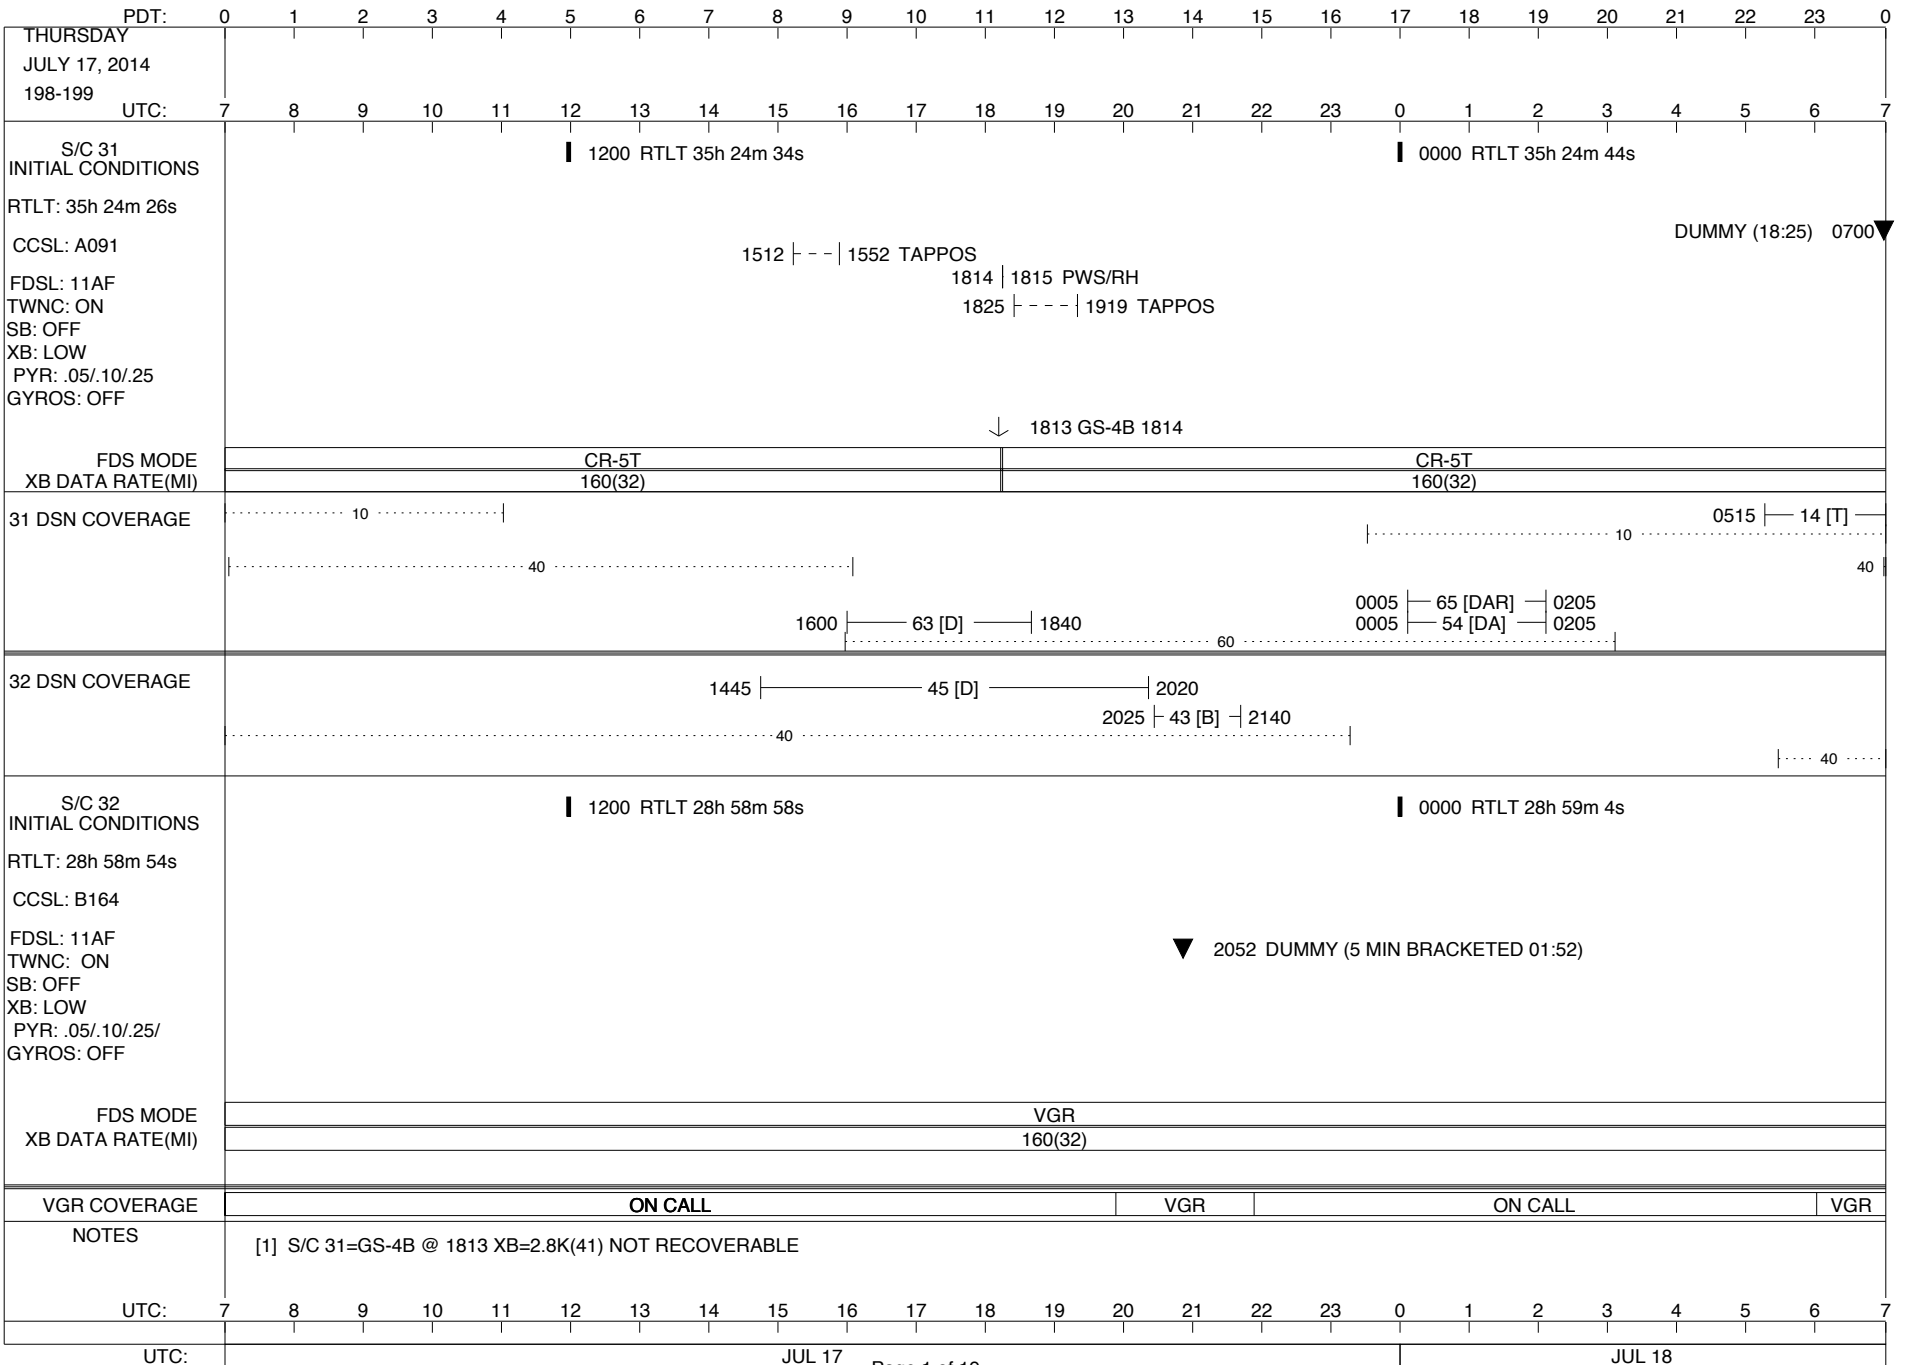 PDT: 0 1 2 3 4 5 6 7 8 9 10 11 12 13 14 15 16 17 18 19 20 21 22 23 0
THURSDAY
JULY 17, 2014
198-199
UTC: 7 8 9 10 11 12 13 14 15 16 17 18 19 20 21 22 23 0 1 2 3 4 5 6 7
S/C 31
INITIAL CONDITIONS
1200 RTLT 35h 24m 34s
0000 RTLT 35h 24m 44s
RTLT: 35h 24m 26s
DUMMY (18:25) 0700
CCSL: A091
1512 1552 TAPPOS
FDSL: 11AF
1814 1815 PWS/RH
TWNC: ON
1825 1919 TAPPOS
SB: OFF
XB: LOW
PYR: .05/.10/.25
GYROS: OFF
1813 GS-4B 1814
FDS MODE CR-5T CR-5T
XB DATA RATE(MI) 160(32) 160(32)
31 DSN COVERAGE
10
0515 14 [T]
10
40
40
0005 65 [DAR] 0205
1600 63 [D] 1840
0005 54 [DA] 0205
60
32 DSN COVERAGE
1445 45 [D] 2020
2025 43 [B] 2140
40
40
S/C 32
INITIAL CONDITIONS
1200 RTLT 28h 58m 58s
0000 RTLT 28h 59m 4s
RTLT: 28h 58m 54s
CCSL: B164
FDSL: 11AF
2052 DUMMY (5 MIN BRACKETED 01:52)
TWNC: ON
SB: OFF
XB: LOW
PYR: .05/.10/.25/
GYROS: OFF
FDS MODE VGR
XB DATA RATE(MI) 160(32)
VGR COVERAGE ON CALL VGR ON CALL VGR
NOTES
[1] S/C 31=GS-4B @ 1813 XB=2.8K(41) NOT RECOVERABLE
UTC: 7 8 9 10 11 12 13 14 15 16 17 18 19 20 21 22 23 0 1 2 3 4 5 6 7
UTC: JUL 17 JUL 18